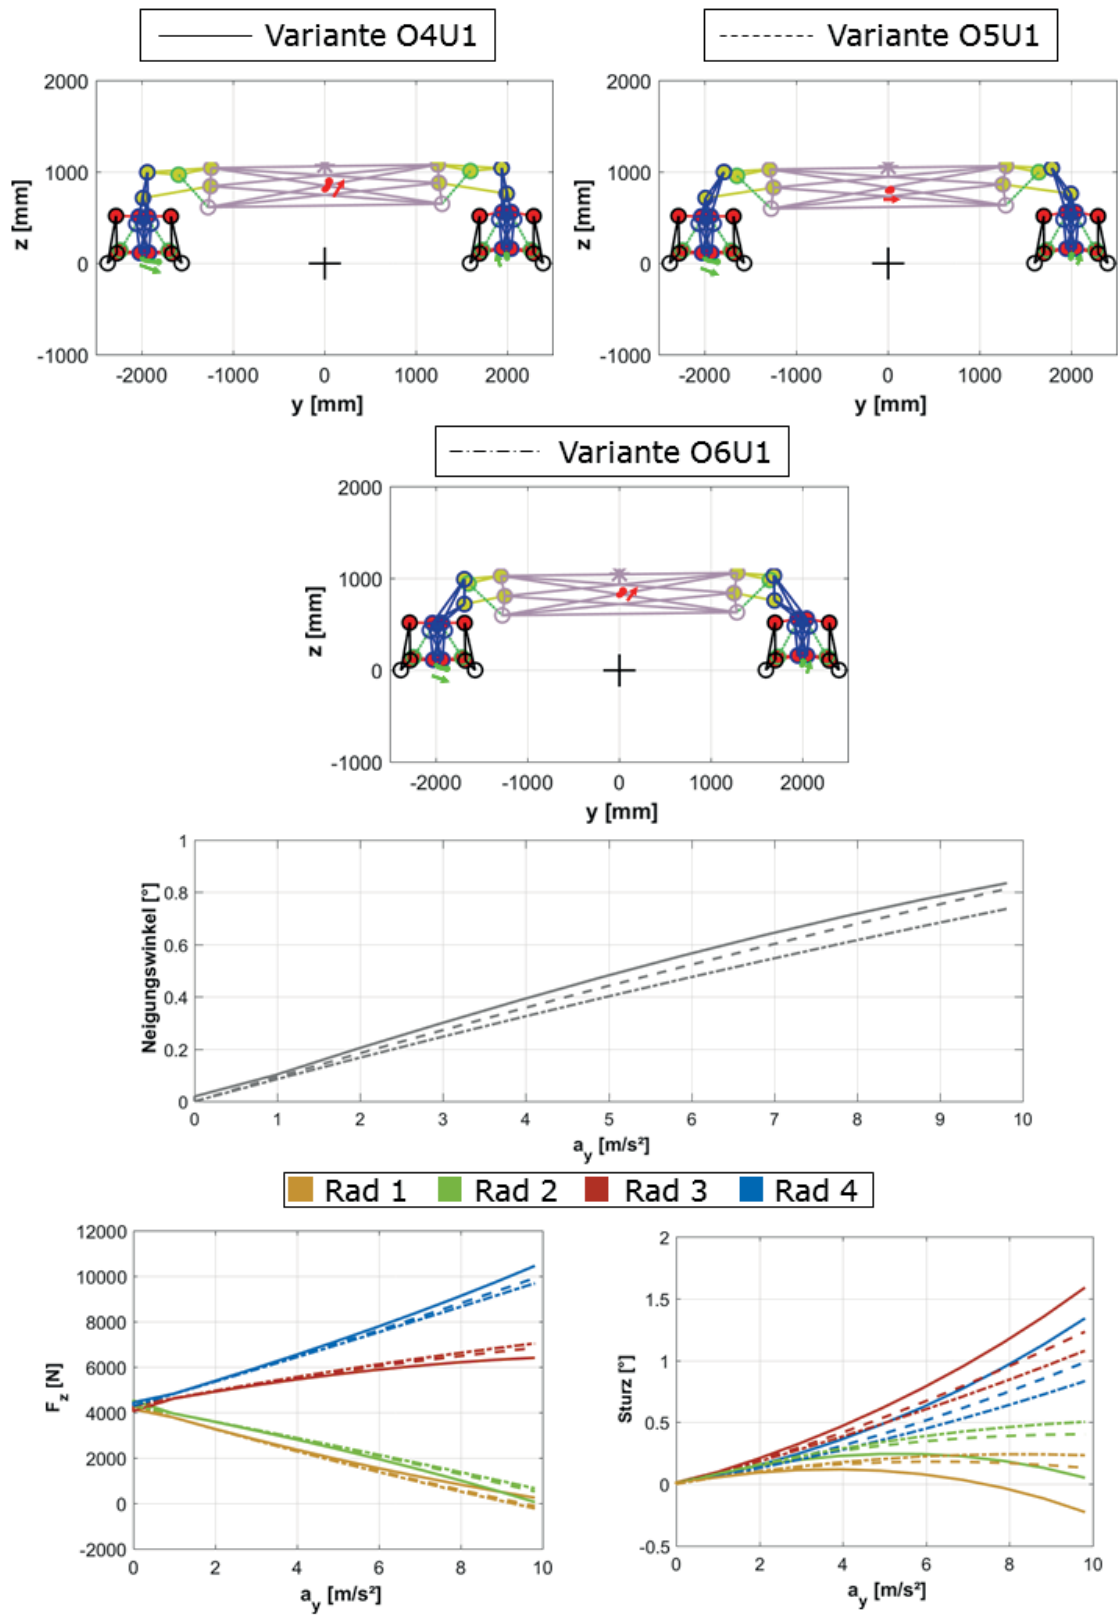 Variante O4U1
Variante O5U1
2000
1000
0
-1000
z [mm]
-2000 -1000 0 1000 2000
y [mm]
2000
1000
0
-1000
z [mm]
-2000 -1000 0 1000 2000
y [mm]
Variante O6U1
2000
1000
0
-1000
z [mm]
-2000 -1000 0 1000 2000
y [mm]
1
0.8
0.6
0.4
0.2
0
Neigungswinkel [°]
0 1 2 3 4 5 6 7 8 9 10
a_y [m/s²]
Rad 1 Rad 2 Rad 3 Rad 4
12000
10000
8000
6000
4000
2000
0
-2000
F_z [N]
0 2 4 6 8 10
a_y [m/s²]
2
1.5
1
0.5
0
-0.5
Sturz [°]
0 2 4 6 8 10
a_y [m/s²]